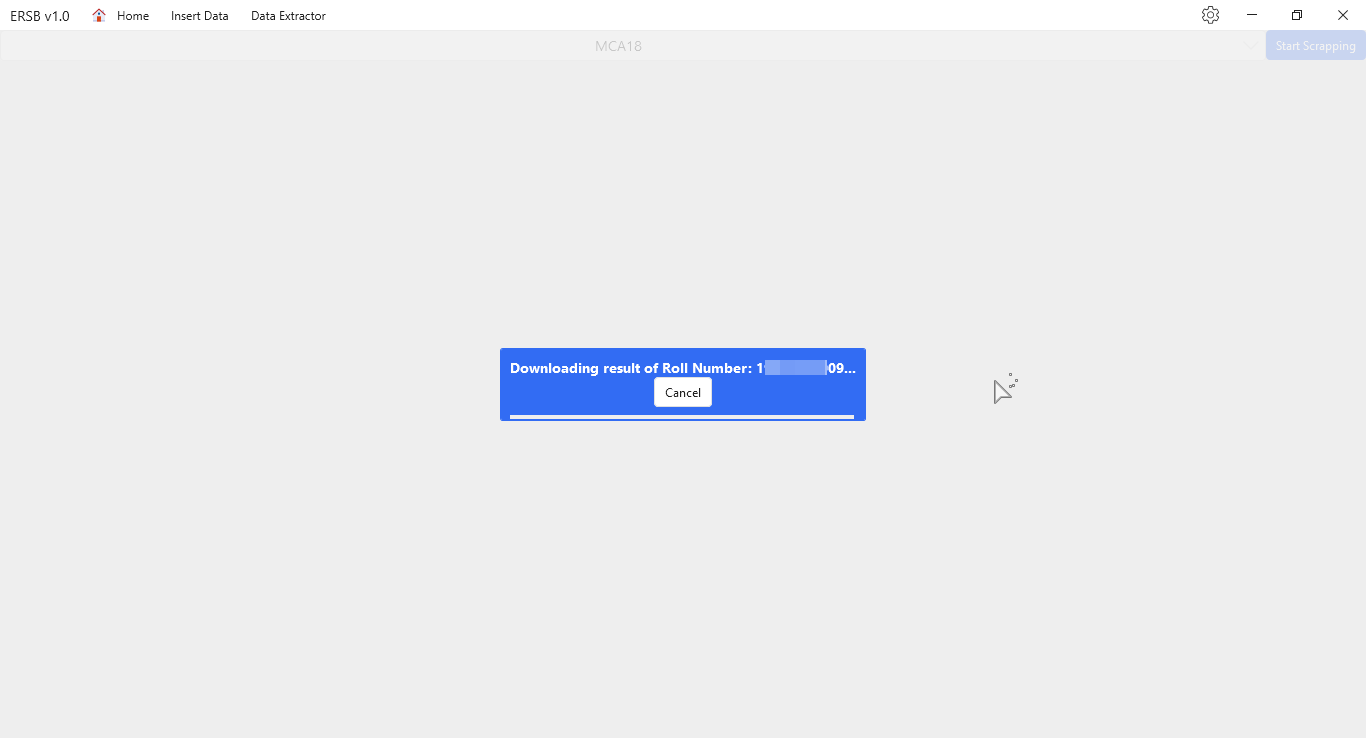 ERSB v1.0 Home Insert Data Data Extractor
MCA18 Start Scrapping
Downloading result of Roll Number: 1 09...
Cancel